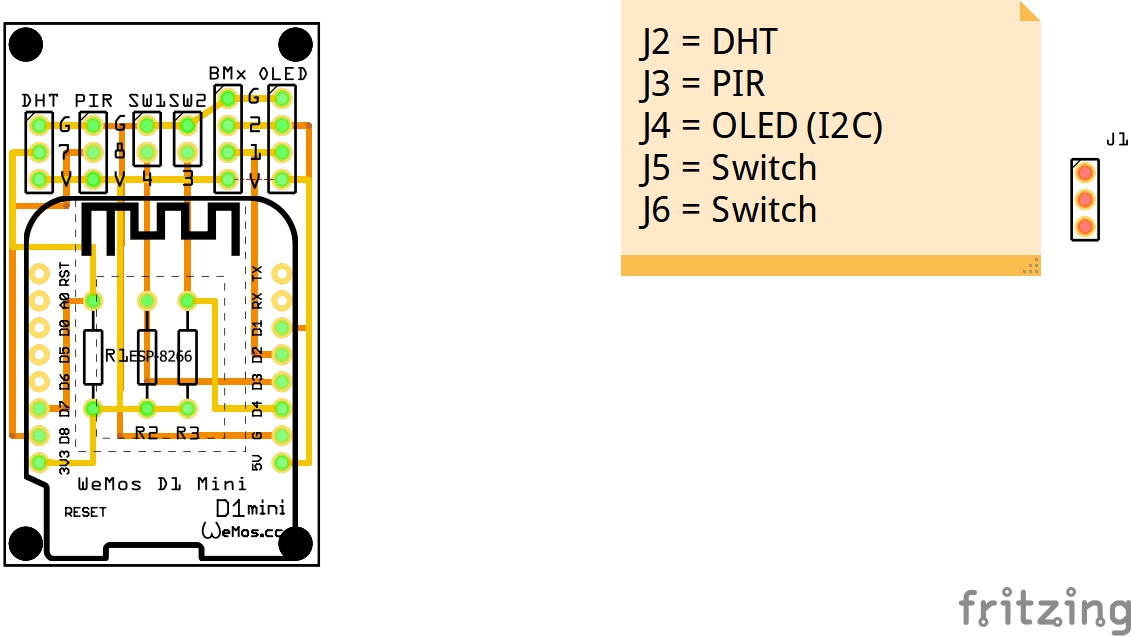 J2 = DHT
J3 = PIR
J4 = OLED (I2C)
J5 = Switch
J6 = Switch
J1
BMx OLED
DHT PIR SW1 SW2
G G G
2
7 8 1
V V 4 3 V
RST TX
A0 RX
D0 D1
D5 R1 ESP-8266 D2
D6 D3
D7 D4
D8 R2 R3 G
3V3 5V
WeMos D1 Mini
RESET D1mini
WeMos.cc
fritzing